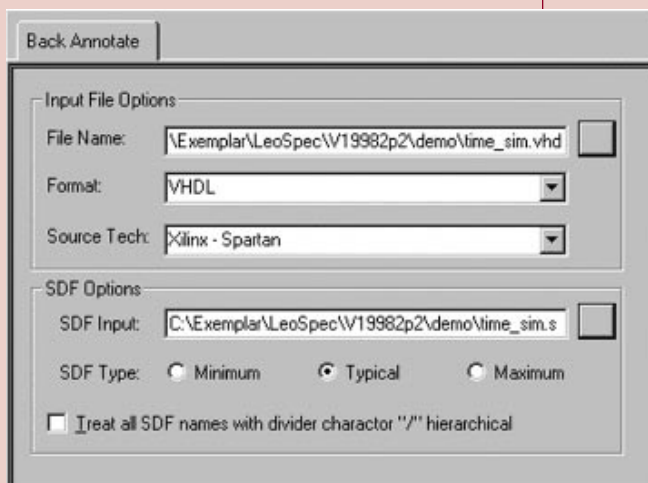 Back Annotate
Input File Options
File Name: \Exemplar\LeoSpec\V19982p2\demo\time_sim.vhd
Format: VHDL
Source Tech: Xilinx - Spartan
SDF Options
SDF Input: C:\Exemplar\LeoSpec\V19982p2\demo\time_sim.s
SDF Type: Minimum Typical Maximum
Treat all SDF names with divider charactor "/" hierarchical